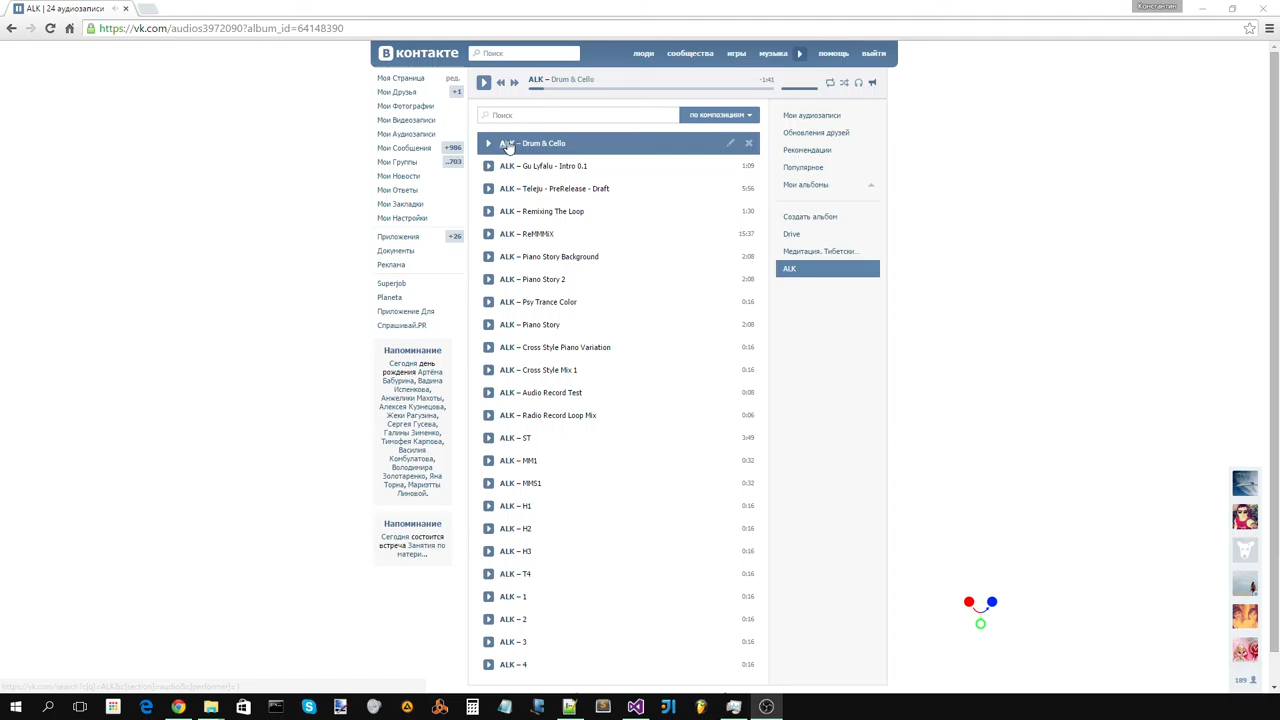 ALK | 24 аудиозаписи
Константин
https://vk.com/audios3972090?album_id=64148390
В контакте
Поиск
люди сообщества игры музыка помощь выйти
Моя Страница ред.
Мои Друзья +1
Мои Фотографии
Мои Видеозаписи
Мои Аудиозаписи
Мои Сообщения +986
Мои Группы ..703
Мои Новости
Мои Ответы
Мои Закладки
Мои Настройки
Приложения +26
Документы
Реклама
Superjob
Planeta
Приложение Для
Спрашивай.PR
Напоминание
Сегодня день
рождения Артёма
Бабурина, Вадима
Испенкова,
Анжелики Махоты,
Алексея Кузнецова,
Жеки Рагузина,
Сергея Гусева,
Галины Зименко,
Тимофея Карпова,
Василия
Комбулатова,
Володимира
Золотаренко, Яна
Торна, Мариэтты
Линовой.
Напоминание
Сегодня состоится
встреча Занятия по
матери...
ALK – Drum & Cello -1:41
Поиск
по композициям
ALK – Drum & Cello
ALK – Gu Lyfalu - Intro 0.1 1:09
ALK – Teleju - PreRelease - Draft 5:56
ALK – Remixing The Loop 1:30
ALK – ReMMMiX 15:37
ALK – Piano Story Background 2:08
ALK – Piano Story 2 2:08
ALK – Psy Trance Color 0:16
ALK – Piano Story 2:08
ALK – Cross Style Piano Variation 0:16
ALK – Cross Style Mix 1 0:16
ALK – Audio Record Test 0:08
ALK – Radio Record Loop Mix 0:06
ALK – ST 3:49
ALK – MM1 0:32
ALK – MMS1 0:32
ALK – H1 0:16
ALK – H2 0:16
ALK – H3 0:16
ALK – T4 0:16
ALK – 1 0:16
ALK – 2 0:16
ALK – 3 0:16
ALK – 4 0:16
Мои аудиозаписи
Обновления друзей
Рекомендации
Популярное
Мои альбомы
Создать альбом
Drive
Медитация. Тибетски...
ALK
189